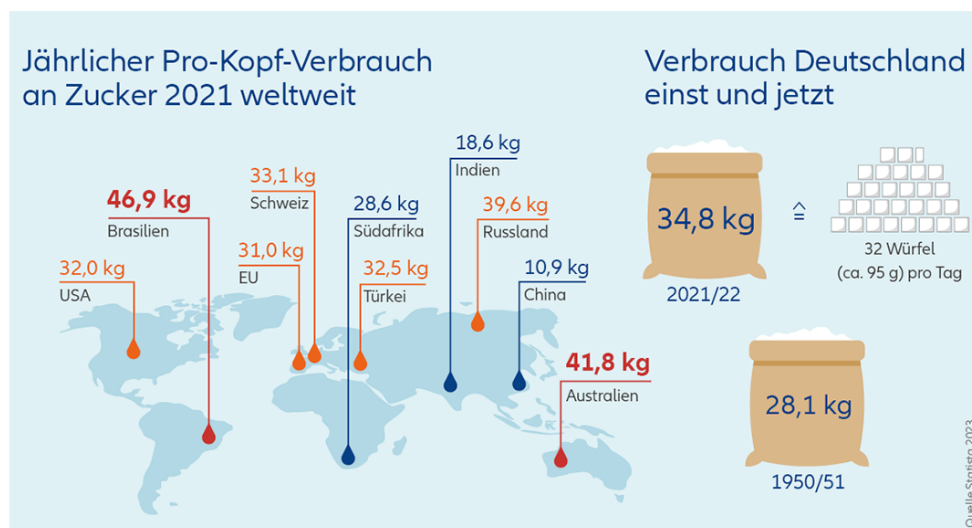 Jährlicher Pro-Kopf-Verbrauch
an Zucker 2021 weltweit
46,9 kg
Brasilien
32,0 kg
USA
33,1 kg
Schweiz
31,0 kg
EU
28,6 kg
Südafrika
32,5 kg
Türkei
18,6 kg
Indien
39,6 kg
Russland
10,9 kg
China
41,8 kg
Australien
Verbrauch Deutschland
einst und jetzt
34,8 kg
≙
2021/22
32 Würfel
(ca. 95 g) pro Tag
28,1 kg
1950/51
Quelle Statista 2023